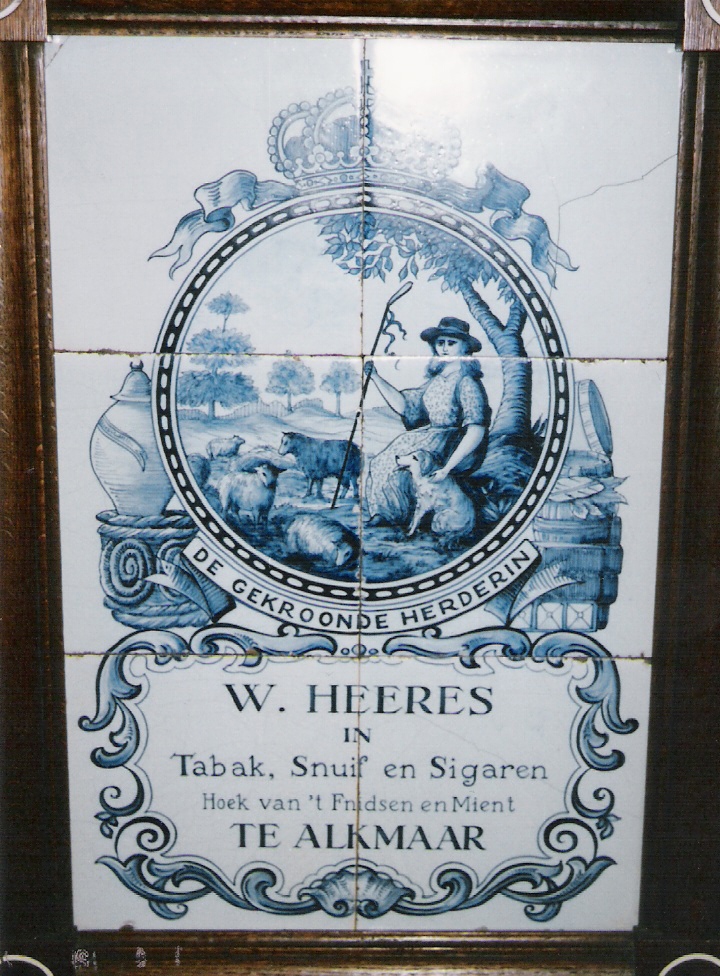 DE GEKROONDE HERDERIN
W. HEERES
IN
Tabak, Snuif en Sigaren
Hoek van 't Fnidsen en Mient
TE ALKMAAR